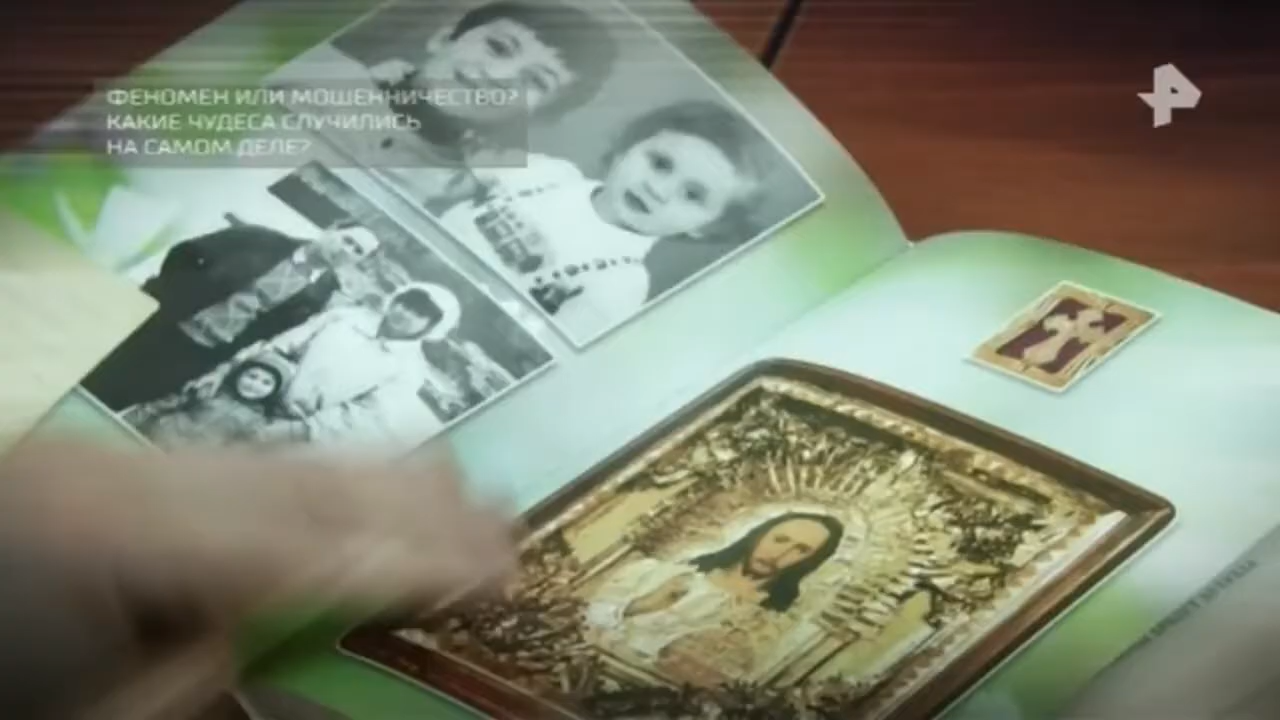 ФЕНОМЕН ИЛИ МОШЕННИЧЕСТВО?
КАКИЕ ЧУДЕСА СЛУЧИЛИСЬ
НА САМОМ ДЕЛЕ?